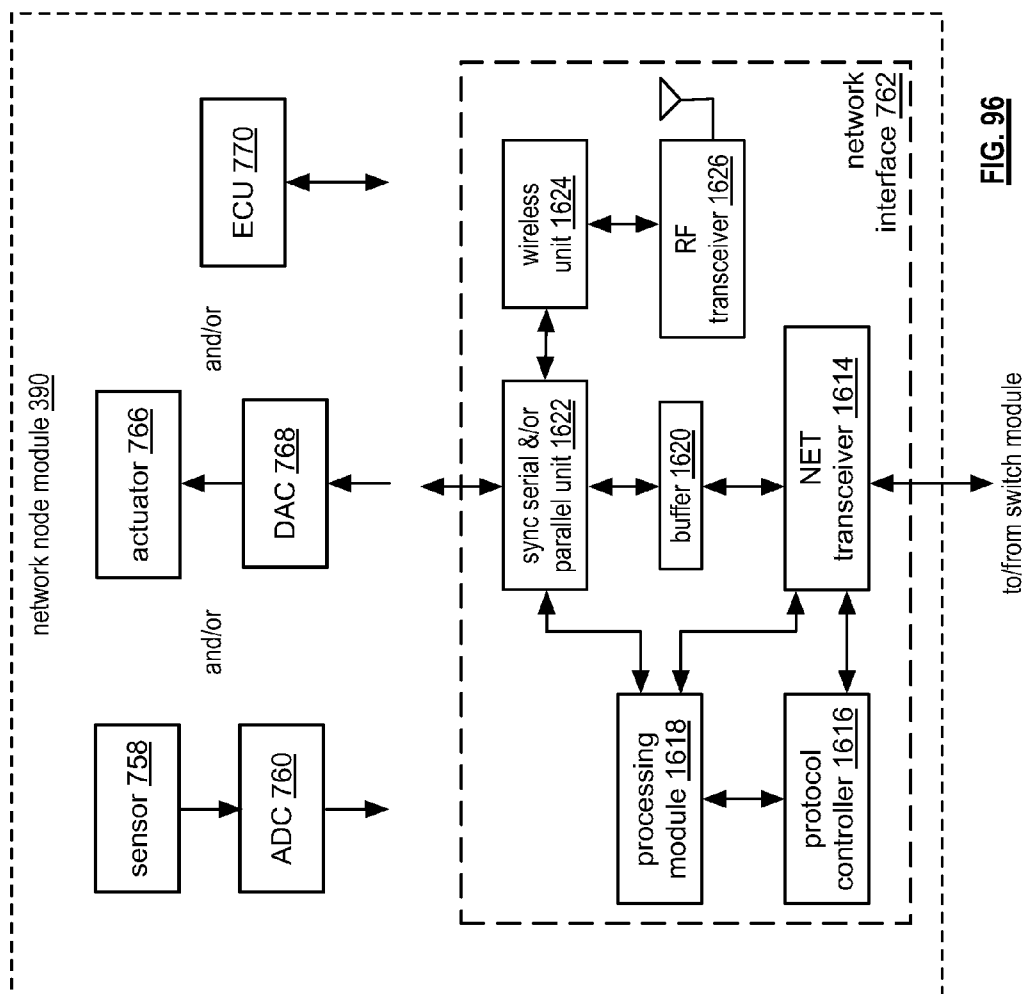 network node module 390
sensor 758
ADC 760
and/or
actuator 766
DAC 768
and/or
ECU 770
processing
module 1618
protocol
controller 1616
sync serial &/or
parallel unit 1622
buffer 1620
NET
transceiver 1614
wireless
unit 1624
RF
transceiver 1626
network
interface 762
to/from switch module
FIG. 96